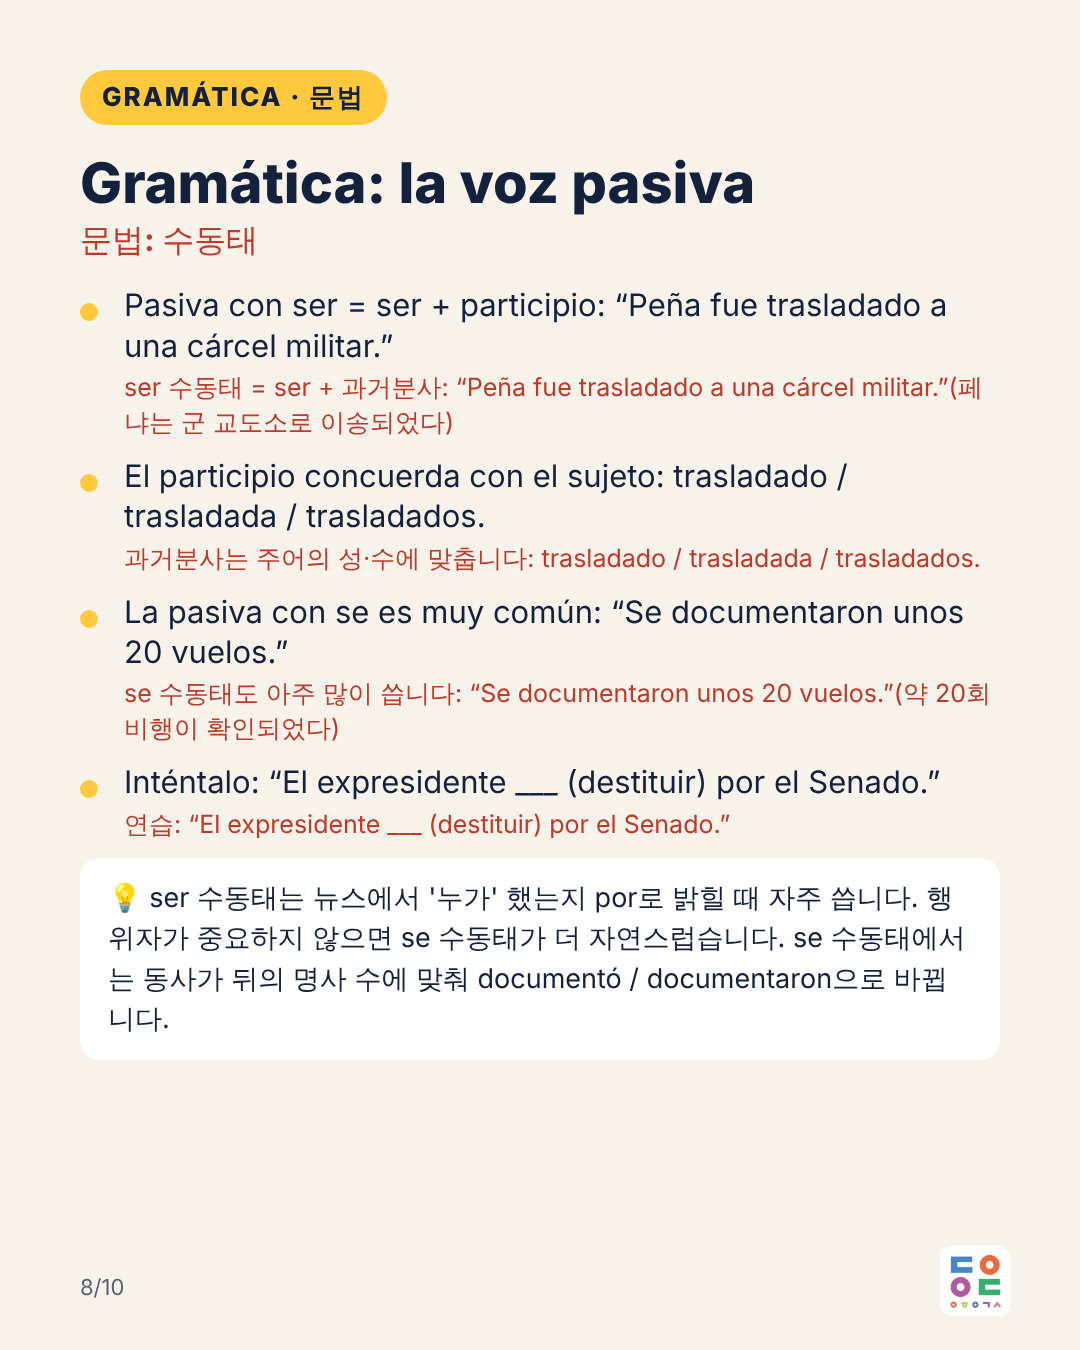 GRAMÁTICA · 문법
Gramática: la voz pasiva
문법: 수동태
Pasiva con ser = ser + participio: “Peña fue trasladado a
una cárcel militar.”
ser 수동태 = ser + 과거분사: “Peña fue trasladado a una cárcel militar.”(페
냐는 군 교도소로 이송되었다)
El participio concuerda con el sujeto: trasladado /
trasladada / trasladados.
과거분사는 주어의 성·수에 맞춥니다: trasladado / trasladada / trasladados.
La pasiva con se es muy común: “Se documentaron unos
20 vuelos.”
se 수동태도 아주 많이 씁니다: “Se documentaron unos 20 vuelos.”(약 20회
비행이 확인되었다)
Inténtalo: “El expresidente ___ (destituir) por el Senado.”
연습: “El expresidente ___ (destituir) por el Senado.”
💡 ser 수동태는 뉴스에서 '누가' 했는지 por로 밝힐 때 자주 씁니다. 행
위자가 중요하지 않으면 se 수동태가 더 자연스럽습니다. se 수동태에서
는 동사가 뒤의 명사 수에 맞춰 documentó / documentaron으로 바뀝
니다.
8/10